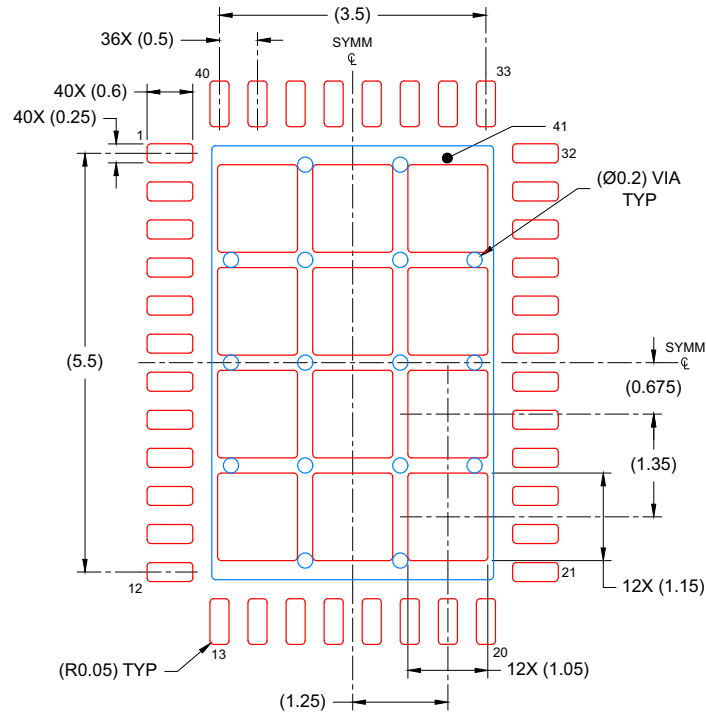 (3.5)
36X (0.5)
SYMM
℄
40
33
40X (0.6)
40X (0.25)
1
41
32
(Ø0.2) VIA
TYP
(5.5)
SYMM
℄
(0.675)
(1.35)
12
21
12X (1.15)
13
20
(R0.05) TYP
12X (1.05)
(1.25)